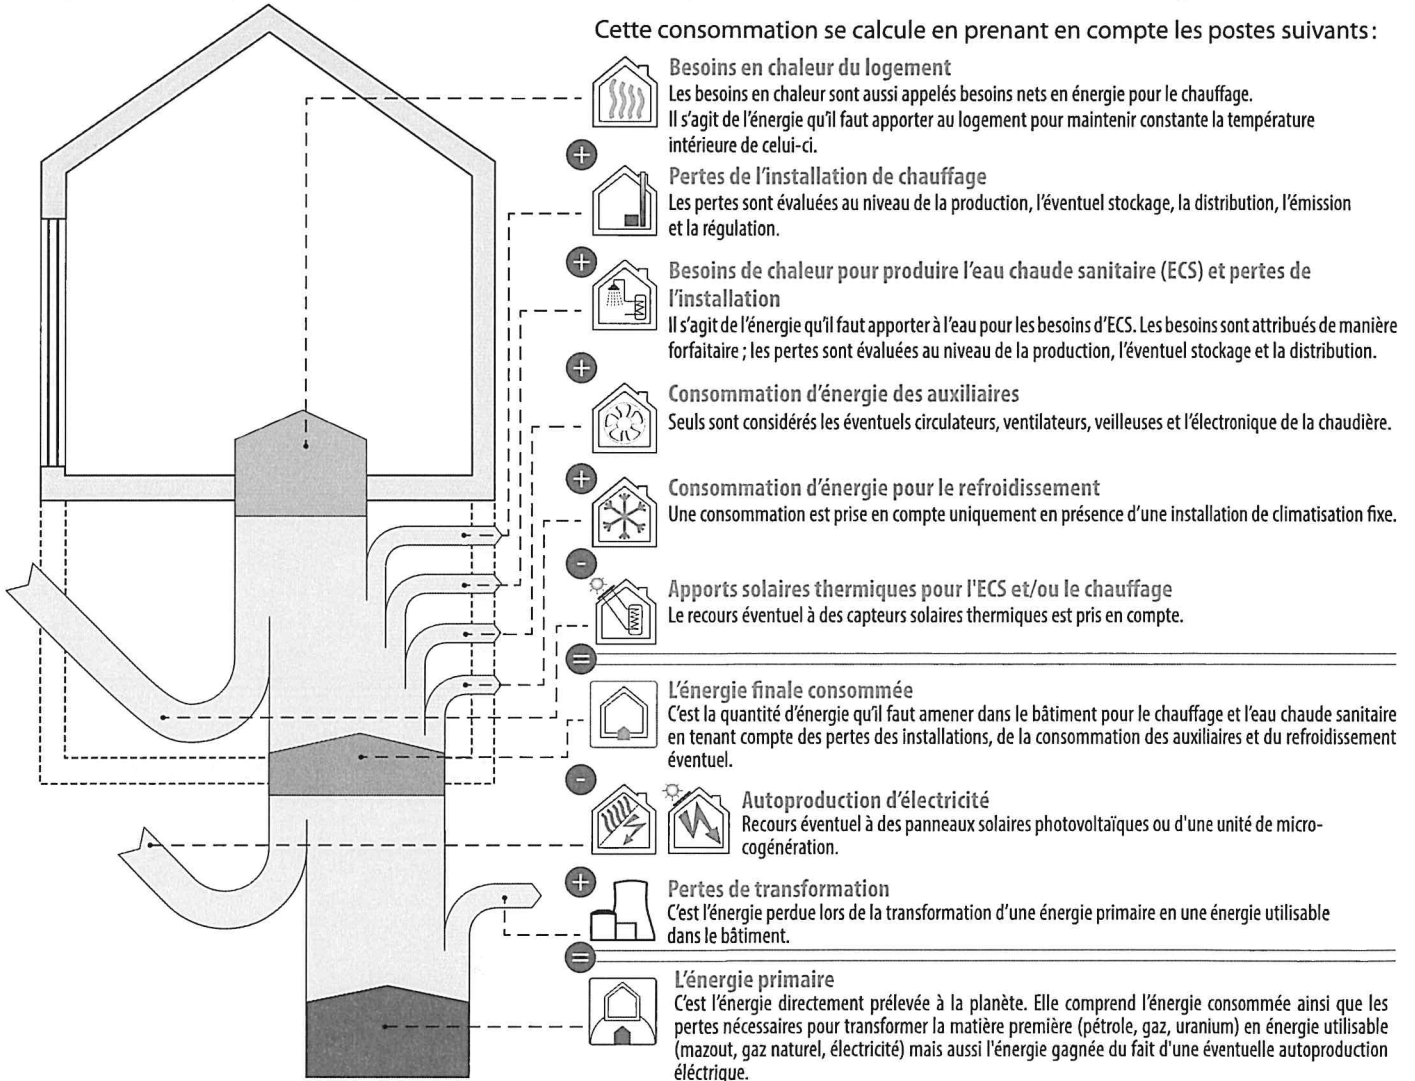 Cette consommation se calcule en prenant en compte les postes suivants :
Besoins en chaleur du logement
Les besoins en chaleur sont aussi appelés besoins nets en énergie pour le chauffage.
Il s'agit de l'énergie qu'il faut apporter au logement pour maintenir constante la température
intérieure de celui-ci.
+
Pertes de l'installation de chauffage
Les pertes sont évaluées au niveau de la production, l'éventuel stockage, la distribution, l'émission
et la régulation.
+
Besoins de chaleur pour produire l'eau chaude sanitaire (ECS) et pertes de
l'installation
Il s'agit de l'énergie qu'il faut apporter à l'eau pour les besoins d'ECS. Les besoins sont attribués de manière
forfaitaire ; les pertes sont évaluées au niveau de la production, l'éventuel stockage et la distribution.
+
Consommation d'énergie des auxiliaires
Seuls sont considérés les éventuels circulateurs, ventilateurs, veilleuses et l'électronique de la chaudière.
+
Consommation d'énergie pour le refroidissement
Une consommation est prise en compte uniquement en présence d'une installation de climatisation fixe.
-
Apports solaires thermiques pour l'ECS et/ou le chauffage
Le recours éventuel à des capteurs solaires thermiques est pris en compte.
=
L'énergie finale consommée
C'est la quantité d'énergie qu'il faut amener dans le bâtiment pour le chauffage et l'eau chaude sanitaire
en tenant compte des pertes des installations, de la consommation des auxiliaires et du refroidissement
éventuel.
-
Autoproduction d'électricité
Recours éventuel à des panneaux solaires photovoltaïques ou d'une unité de micro-
cogénération.
+
Pertes de transformation
C'est l'énergie perdue lors de la transformation d'une énergie primaire en une énergie utilisable
dans le bâtiment.
=
L'énergie primaire
C'est l'énergie directement prélevée à la planète. Elle comprend l'énergie consommée ainsi que les
pertes nécessaires pour transformer la matière première (pétrole, gaz, uranium) en énergie utilisable
(mazout, gaz naturel, électricité) mais aussi l'énergie gagnée du fait d'une éventuelle autoproduction
éléctrique.